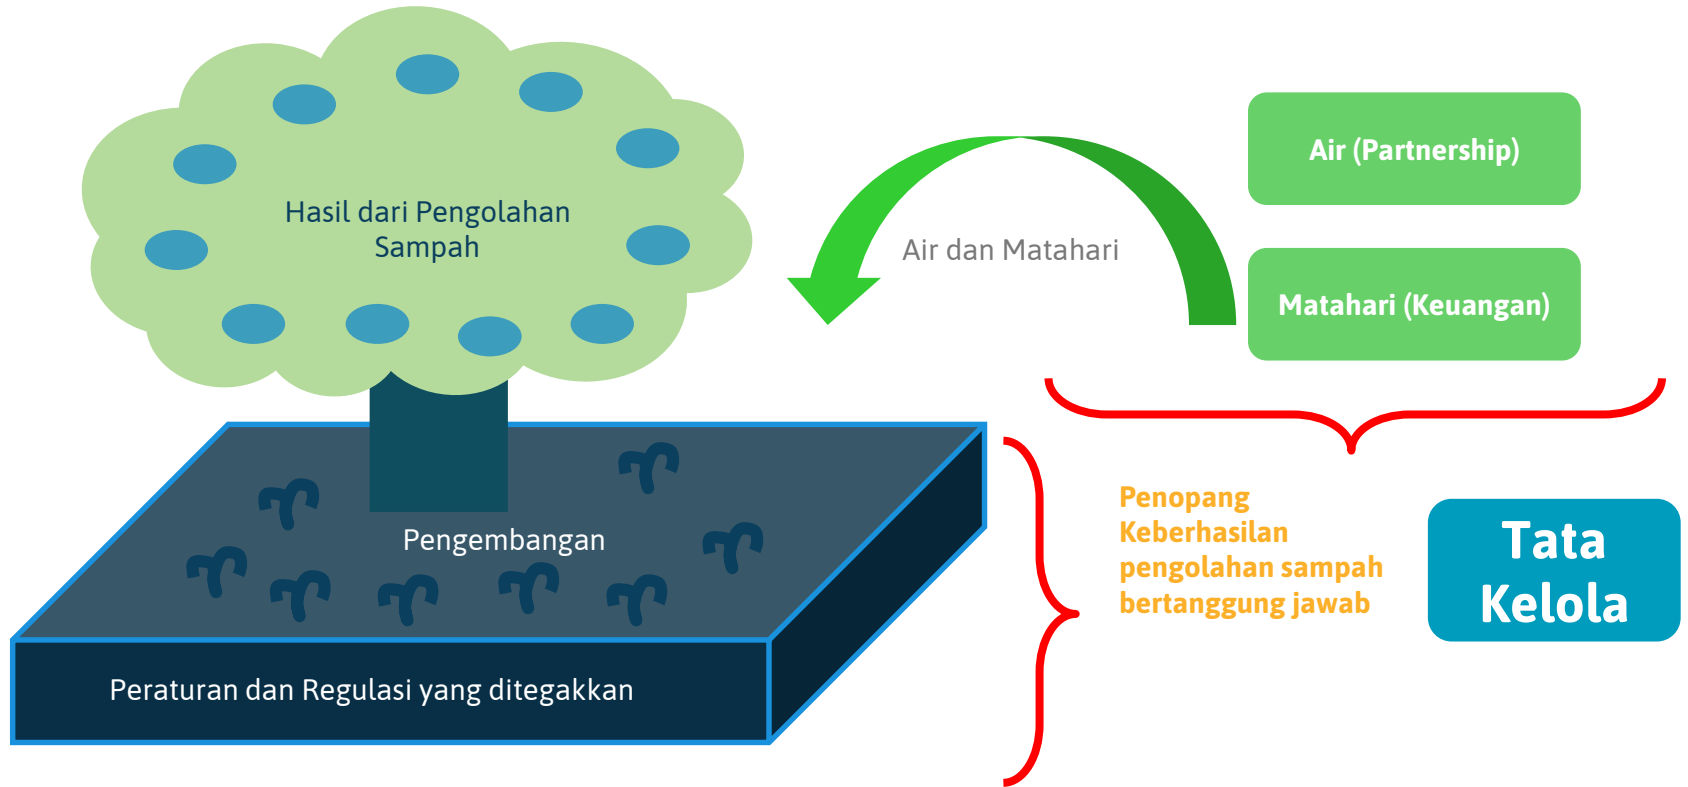 Hasil dari Pengolahan
Sampah
Air dan Matahari
Air (Partnership)
Matahari (Keuangan)
Pengembangan
Peraturan dan Regulasi yang ditegakkan
Penopang
Keberhasilan
pengolahan sampah
bertanggung jawab
Tata
Kelola